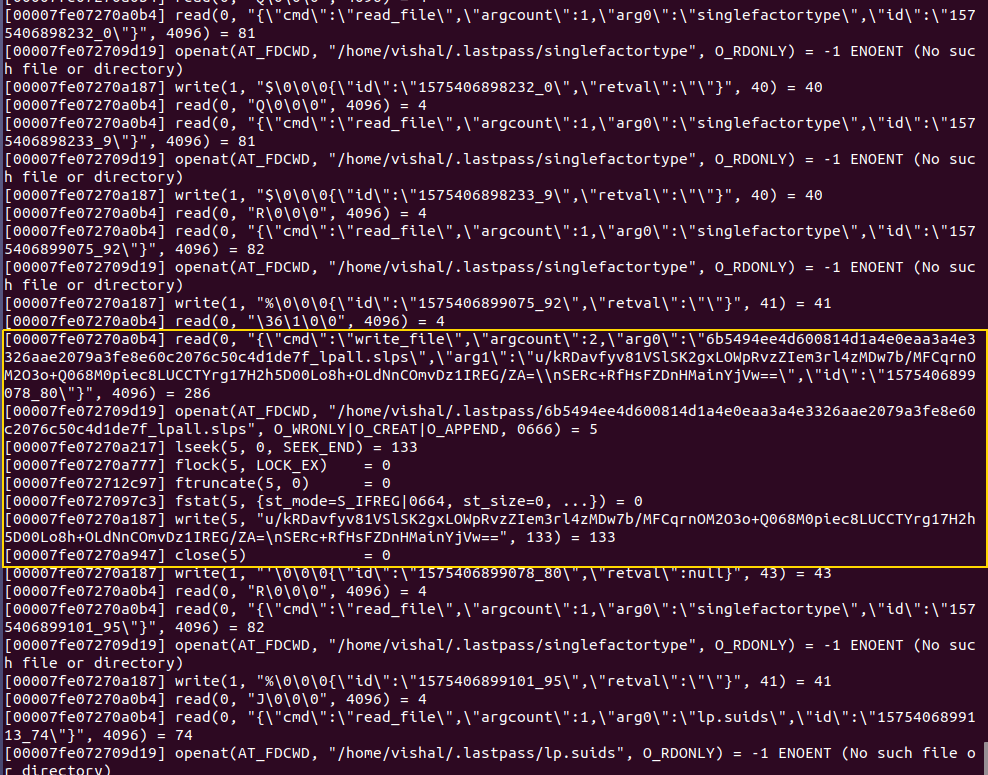 [00007fe07270a0b4] read(0, "Q\0\0\0", 4096) = 4
[00007fe07270a0b4] read(0, "{\"cmd\":\"read_file\",\"argcount\":1,\"arg0\":\"singlefactortype\",\"id\":\"157
5406898232_0\"}", 4096) = 81
[00007fe072709d19] openat(AT_FDCWD, "/home/vishal/.lastpass/singlefactortype", O_RDONLY) = -1 ENOENT (No suc
h file or directory)
[00007fe07270a187] write(1, "$\0\0\0{\"id\":\"1575406898232_0\",\"retval\":\"\"}", 40) = 40
[00007fe07270a0b4] read(0, "Q\0\0\0", 4096) = 4
[00007fe07270a0b4] read(0, "{\"cmd\":\"read_file\",\"argcount\":1,\"arg0\":\"singlefactortype\",\"id\":\"157
5406898233_9\"}", 4096) = 81
[00007fe072709d19] openat(AT_FDCWD, "/home/vishal/.lastpass/singlefactortype", O_RDONLY) = -1 ENOENT (No suc
h file or directory)
[00007fe07270a187] write(1, "$\0\0\0{\"id\":\"1575406898233_9\",\"retval\":\"\"}", 40) = 40
[00007fe07270a0b4] read(0, "R\0\0\0", 4096) = 4
[00007fe07270a0b4] read(0, "{\"cmd\":\"read_file\",\"argcount\":1,\"arg0\":\"singlefactortype\",\"id\":\"157
5406899075_92\"}", 4096) = 82
[00007fe072709d19] openat(AT_FDCWD, "/home/vishal/.lastpass/singlefactortype", O_RDONLY) = -1 ENOENT (No suc
h file or directory)
[00007fe07270a187] write(1, "%\0\0\0{\"id\":\"1575406899075_92\",\"retval\":\"\"}", 41) = 41
[00007fe07270a0b4] read(0, "\36\1\0\0", 4096) = 4
[00007fe07270a0b4] read(0, "{\"cmd\":\"write_file\",\"argcount\":2,\"arg0\":\"6b5494ee4d600814d1a4e0eaa3a4e3
326aae2079a3fe8e60c2076c50c4d1de7f_lpall.slps\",\"arg1\":\"u/kRDavfyv81VSlSK2gxLOWpRvzZIem3rl4zMDw7b/MFCqrnO
M2O3o+Q068M0piec8LUCCTYrg17H2h5D00Lo8h+OLdNnCOmvDz1IREG/ZA=\\nSERc+RfHsFZDnHMainYjVw==\",\"id\":\"1575406899
078_80\"}", 4096) = 286
[00007fe072709d19] openat(AT_FDCWD, "/home/vishal/.lastpass/6b5494ee4d600814d1a4e0eaa3a4e3326aae2079a3fe8e60
c2076c50c4d1de7f_lpall.slps", O_WRONLY|O_CREAT|O_APPEND, 0666) = 5
[00007fe07270a217] lseek(5, 0, SEEK_END) = 133
[00007fe07270a777] flock(5, LOCK_EX)    = 0
[00007fe072712c97] ftruncate(5, 0)      = 0
[00007fe0727097c3] fstat(5, {st_mode=S_IFREG|0664, st_size=0, ...}) = 0
[00007fe07270a187] write(5, "u/kRDavfyv81VSlSK2gxLOWpRvzZIem3rl4zMDw7b/MFCqrnOM2O3o+Q068M0piec8LUCCTYrg17H2h
5D00Lo8h+OLdNnCOmvDz1IREG/ZA=\nSERc+RfHsFZDnHMainYjVw==", 133) = 133
[00007fe07270a947] close(5)             = 0
[00007fe07270a187] write(1, "'\0\0\0{\"id\":\"1575406899078_80\",\"retval\":null}", 43) = 43
[00007fe07270a0b4] read(0, "R\0\0\0", 4096) = 4
[00007fe07270a0b4] read(0, "{\"cmd\":\"read_file\",\"argcount\":1,\"arg0\":\"singlefactortype\",\"id\":\"157
5406899101_95\"}", 4096) = 82
[00007fe072709d19] openat(AT_FDCWD, "/home/vishal/.lastpass/singlefactortype", O_RDONLY) = -1 ENOENT (No suc
h file or directory)
[00007fe07270a187] write(1, "%\0\0\0{\"id\":\"1575406899101_95\",\"retval\":\"\"}", 41) = 41
[00007fe07270a0b4] read(0, "J\0\0\0", 4096) = 4
[00007fe07270a0b4] read(0, "{\"cmd\":\"read_file\",\"argcount\":1,\"arg0\":\"lp.suids\",\"id\":\"15754068991
13_74\"}", 4096) = 74
[00007fe072709d19] openat(AT_FDCWD, "/home/vishal/.lastpass/lp.suids", O_RDONLY) = -1 ENOENT (No such file o
r directory)